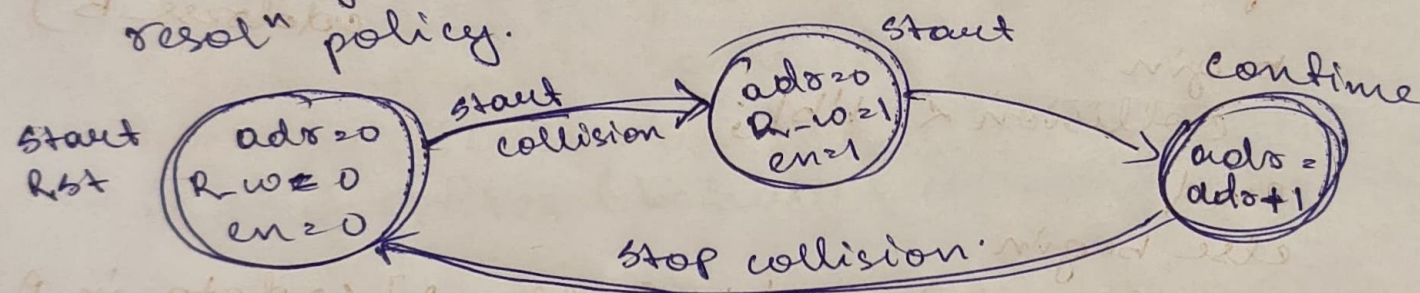 resolⁿ policy.
start
continue
start
Rst
adr=0
R_w=0
en=0
start
collision
adr=0
R_w=1
en=1
adr=
adr+1
stop collision.